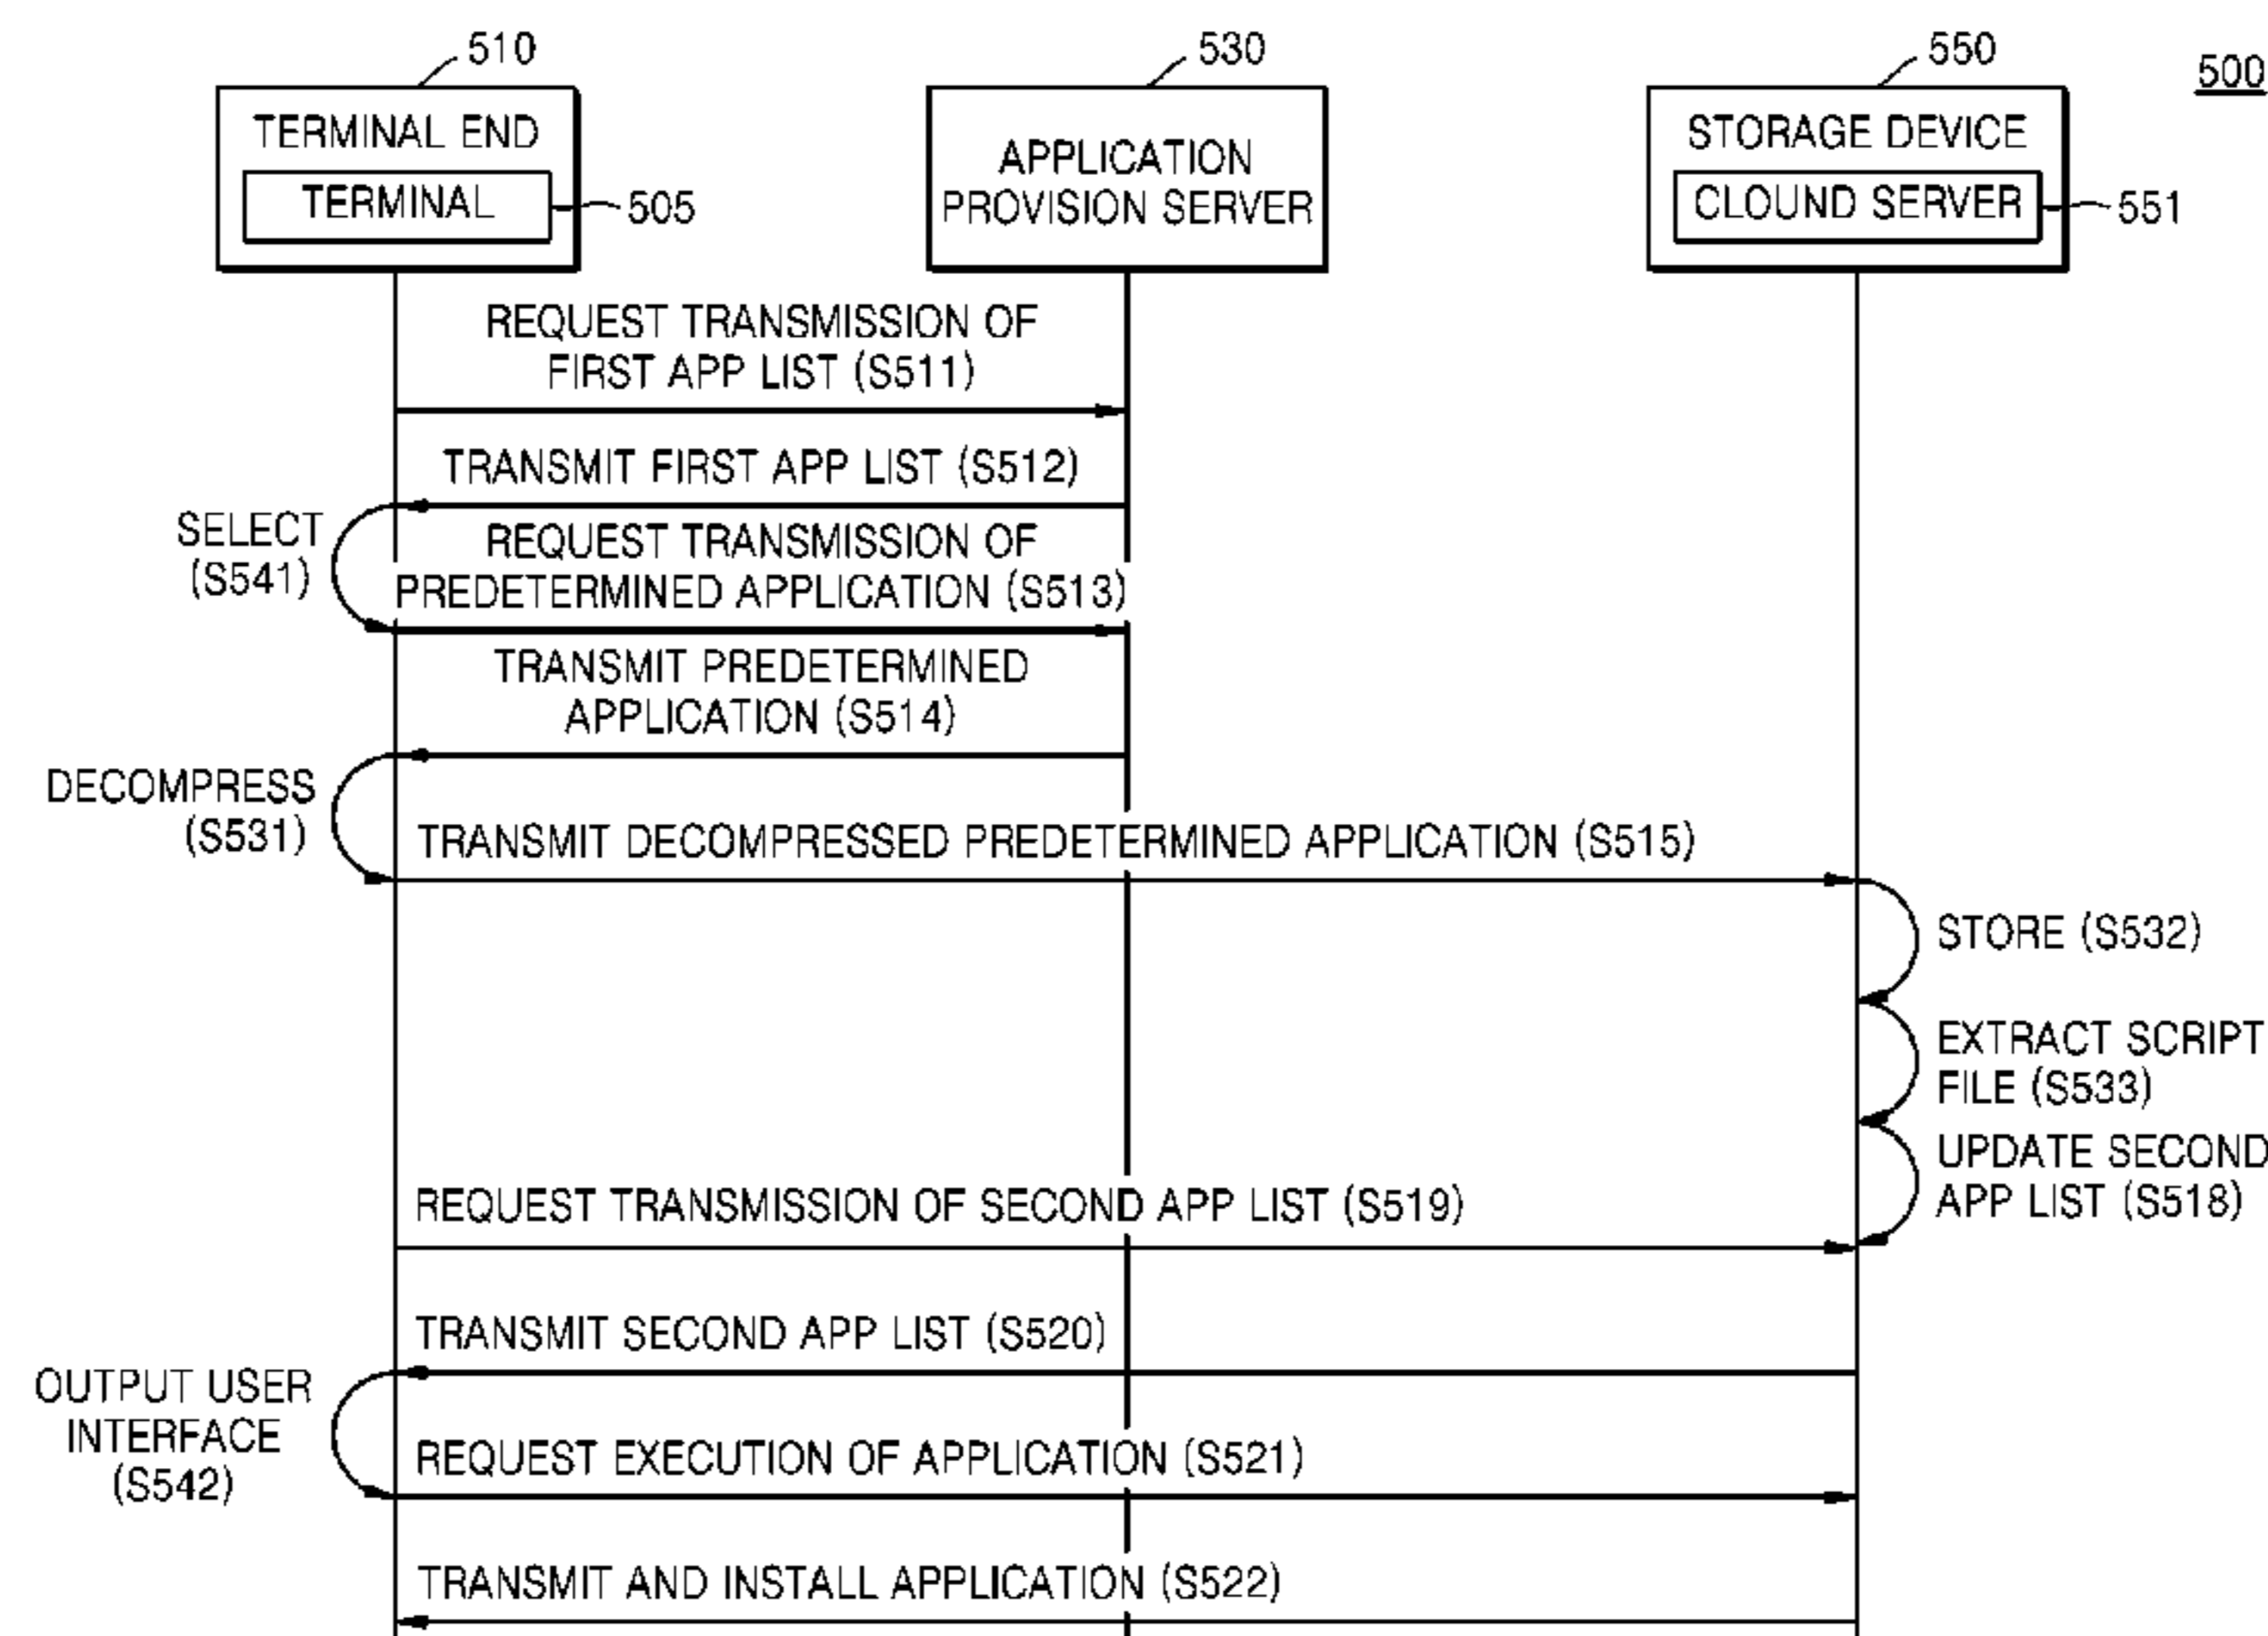 510
530
550
500
TERMINAL END
TERMINAL
505
APPLICATION
PROVISION SERVER
STORAGE DEVICE
CLOUND SERVER
551
REQUEST TRANSMISSION OF
FIRST APP LIST (S511)
TRANSMIT FIRST APP LIST (S512)
SELECT
(S541)
REQUEST TRANSMISSION OF
PREDETERMINED APPLICATION (S513)
TRANSMIT PREDETERMINED
APPLICATION (S514)
DECOMPRESS
(S531)
TRANSMIT DECOMPRESSED PREDETERMINED APPLICATION (S515)
STORE (S532)
EXTRACT SCRIPT
FILE (S533)
UPDATE SECOND
APP LIST (S518)
REQUEST TRANSMISSION OF SECOND APP LIST (S519)
TRANSMIT SECOND APP LIST (S520)
OUTPUT USER
INTERFACE
(S542)
REQUEST EXECUTION OF APPLICATION (S521)
TRANSMIT AND INSTALL APPLICATION (S522)